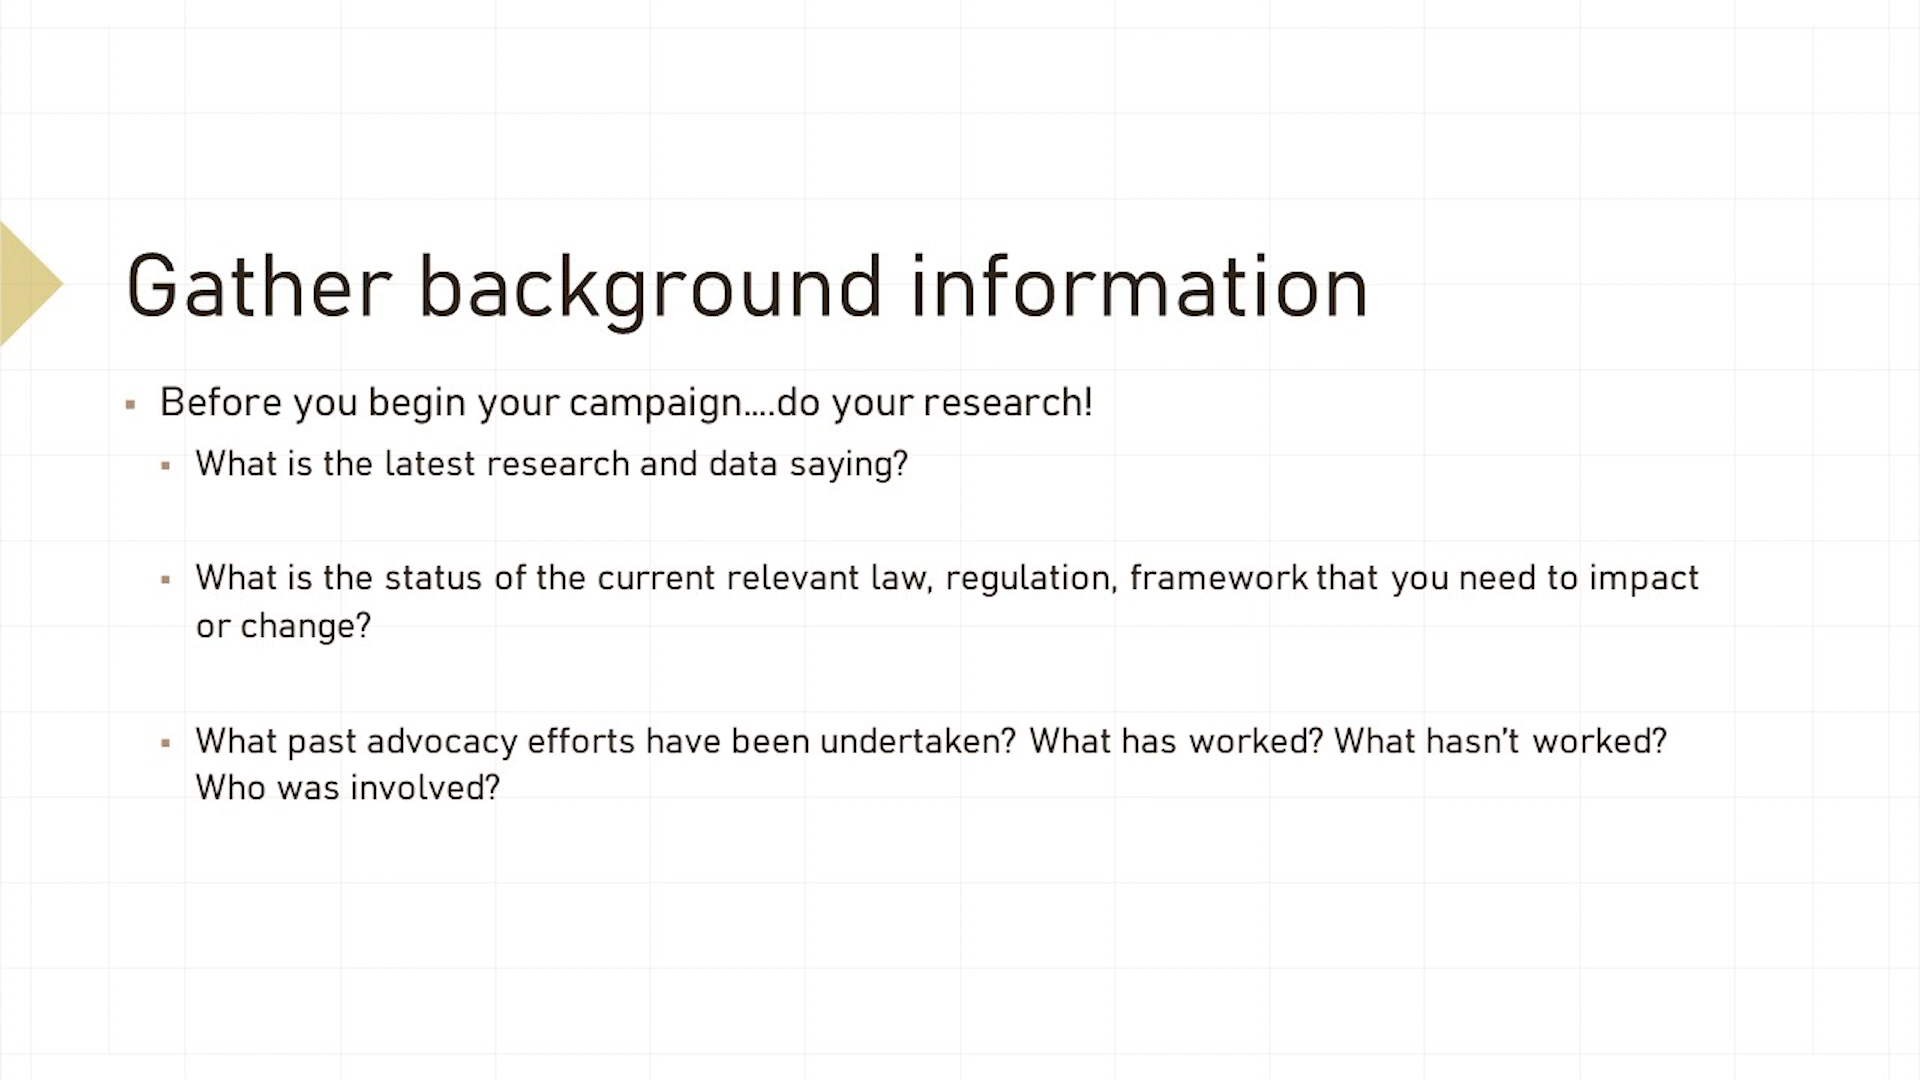 Gather background information
Before you begin your campaign....do your research!
What is the latest research and data saying?
What is the status of the current relevant law, regulation, framework that you need to impact
or change?
What past advocacy efforts have been undertaken? What has worked? What hasn't worked?
Who was involved?